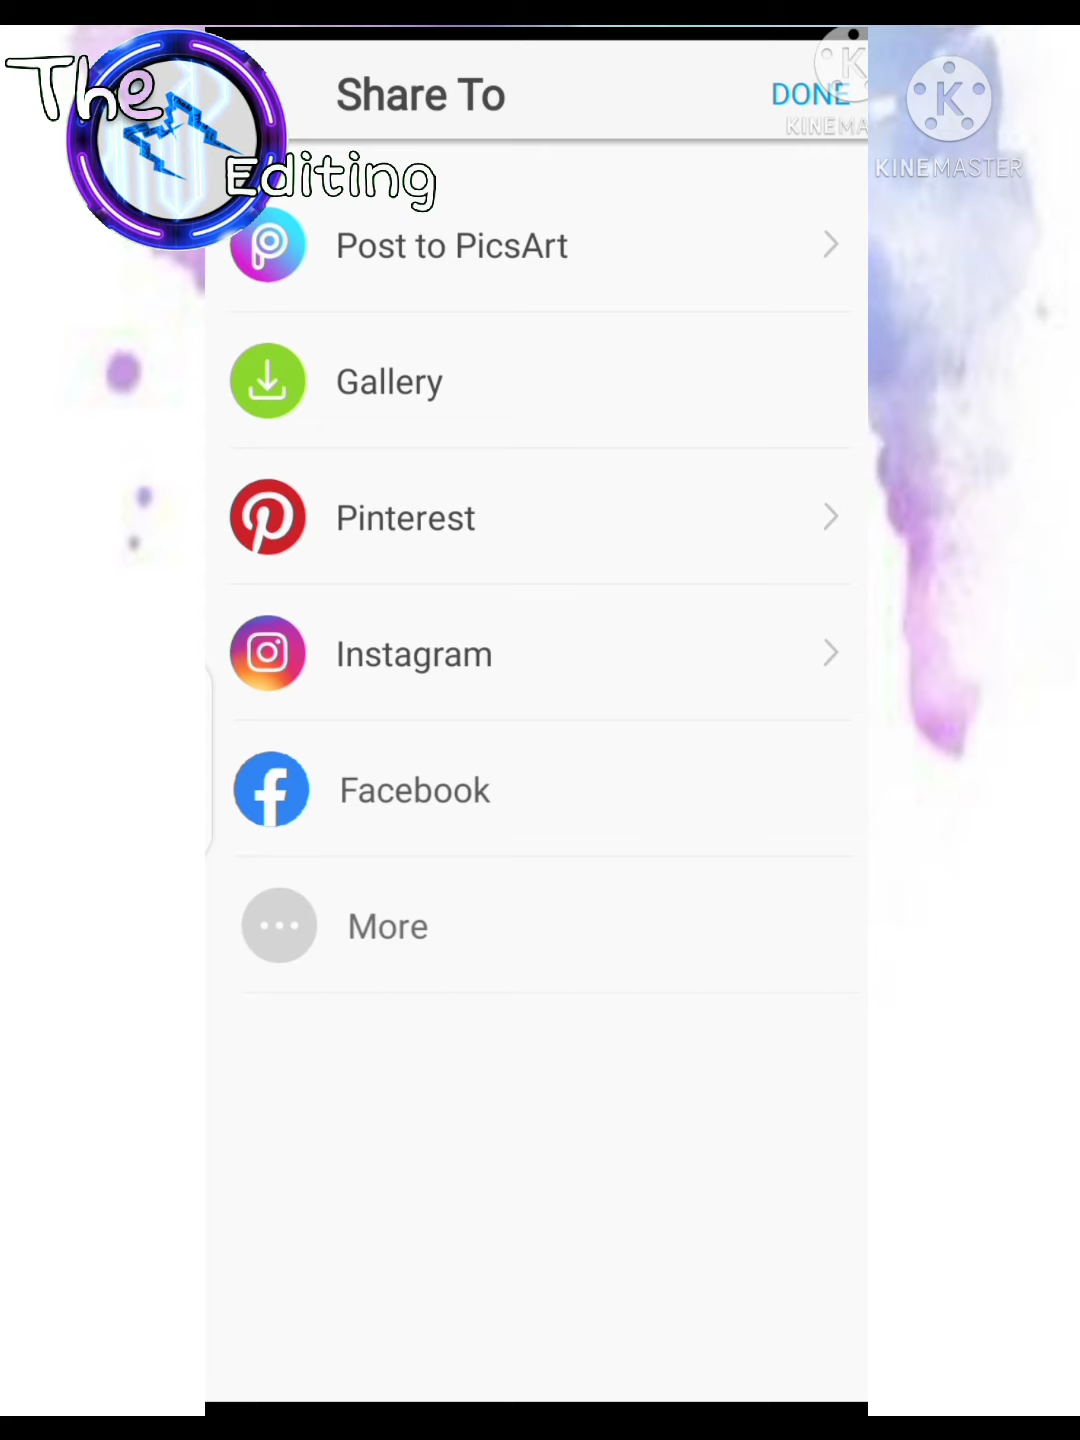 The
Editing
Share To
DONE
KINEMA
KINEMASTER
Post to PicsArt
Gallery
Pinterest
Instagram
Facebook
More